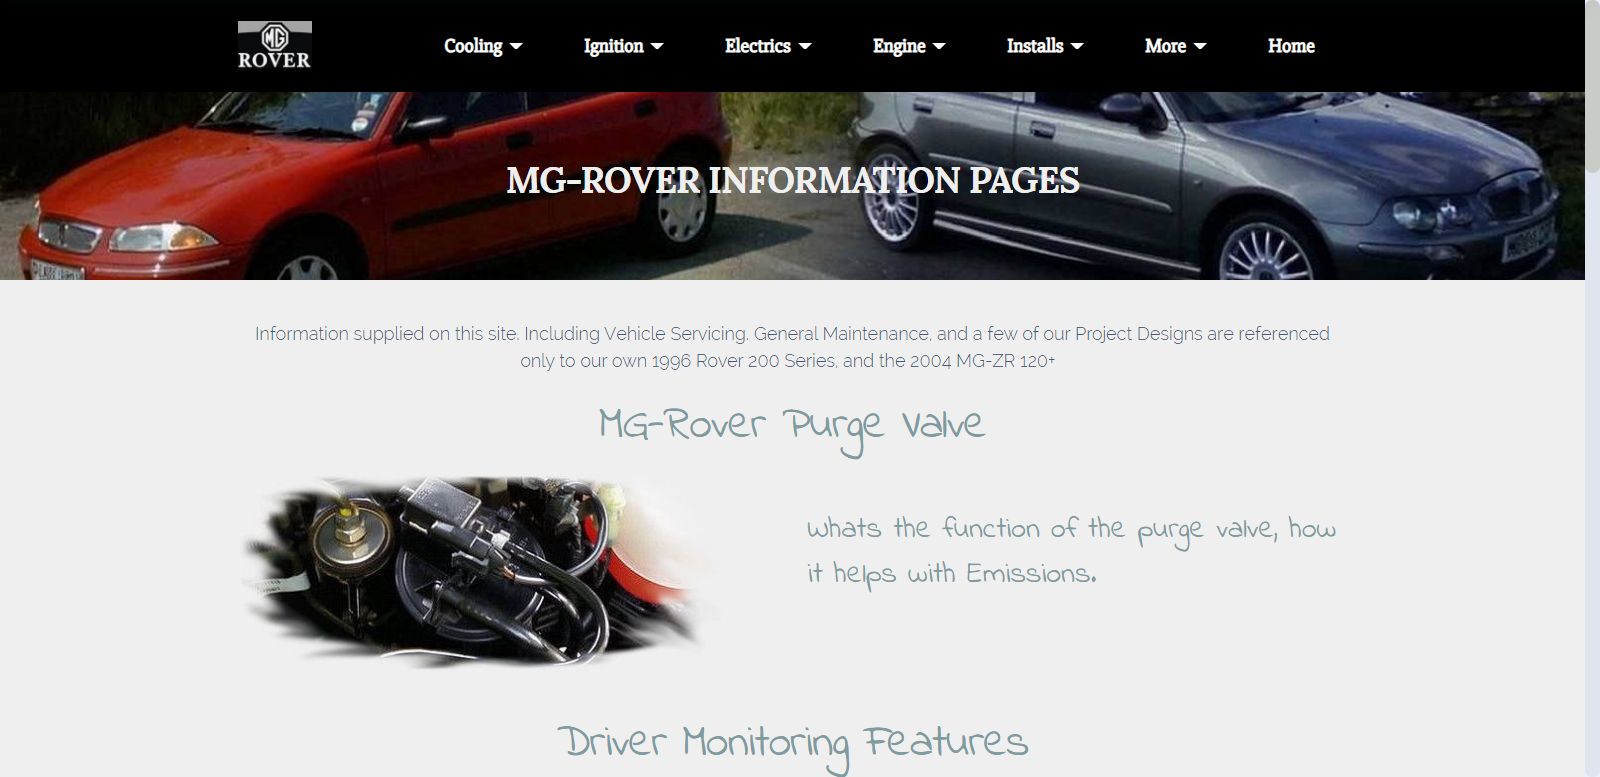 MG
ROVER
Cooling
Ignition
Electrics
Engine
Installs
More
Home
MG-ROVER INFORMATION PAGES
Information supplied on this site. Including Vehicle Servicing. General Maintenance, and a few of our Project Designs are referenced
only to our own 1996 Rover 200 Series, and the 2004 MG-ZR 120+
MG-Rover Purge Valve
Whats the function of the purge valve, how
it helps with Emissions.
Driver Monitoring Features